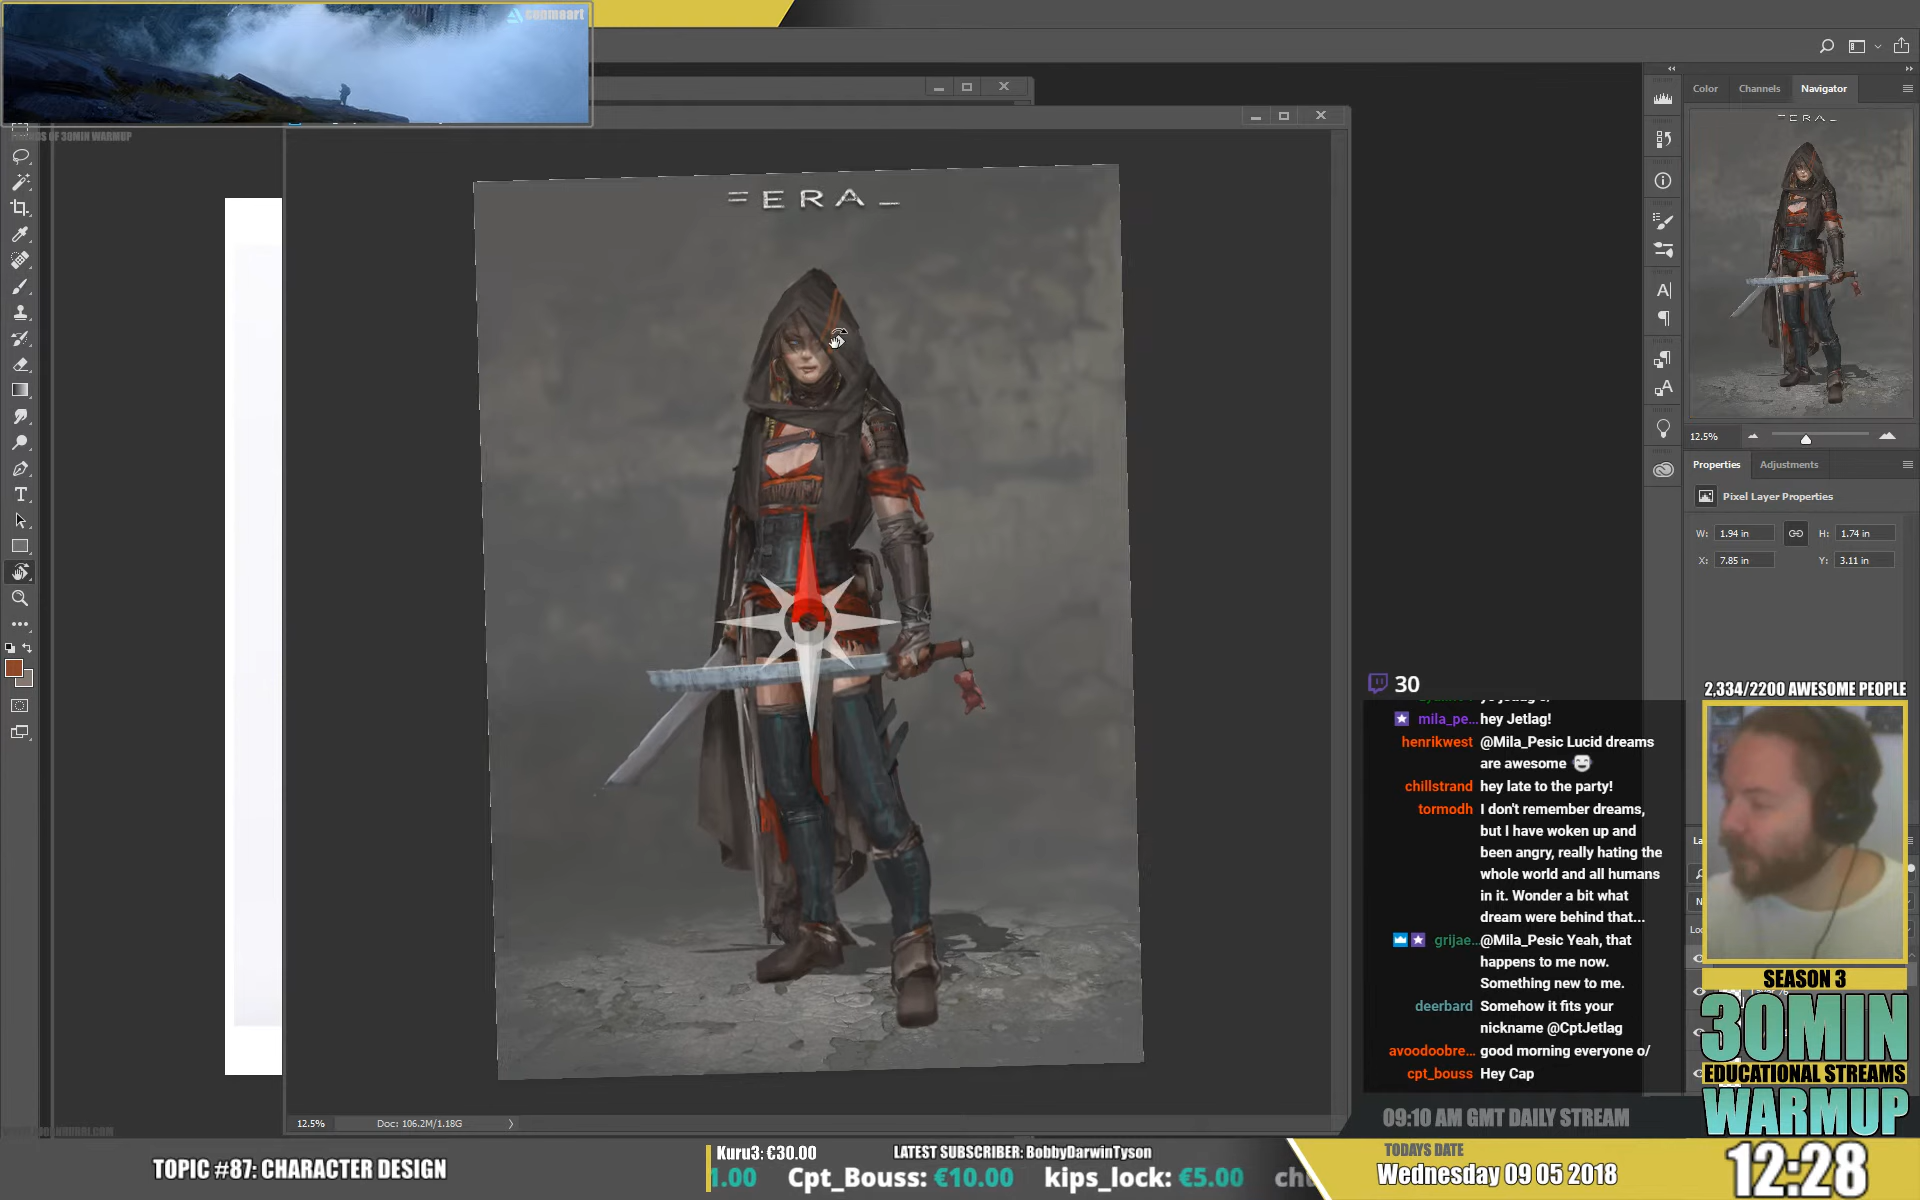 30MIN WARMUP
=ERA_
Color
Channels
Navigator
=ERA_
12.5%
Properties
Adjustments
Pixel Layer Properties
W: 1.94 in
H: 1.74 in
X: 7.85 in
Y: 3.11 in
2,334/2200 AWESOME PEOPLE
30
mila_pe... hey Jetlag!
henrikwest @Mila_Pesic Lucid dreams
are awesome
chillstrand hey late to the party!
tormodh I don't remember dreams,
but I have woken up and
been angry, really hating the
whole world and all humans
in it. Wonder a bit what
dream were behind that...
grijae... @Mila_Pesic Yeah, that
happens to me now.
Something new to me.
deerbard Somehow it fits your
nickname @CptJetlag
avoodoobre... good morning everyone o/
cpt_bouss Hey Cap
SEASON 3
30MIN
EDUCATIONAL STREAMS
WARMUP
09:10 AM GMT DAILY STREAM
12.5%
Doc: 106.2M/1.18G
TOPIC #87: CHARACTER DESIGN
Kuru3: €30.00
LATEST SUBSCRIBER: BobbyDarwinTyson
1.00 Cpt_Bouss: €10.00 kips_lock: €5.00
TODAYS DATE
Wednesday 09 05 2018
12:28